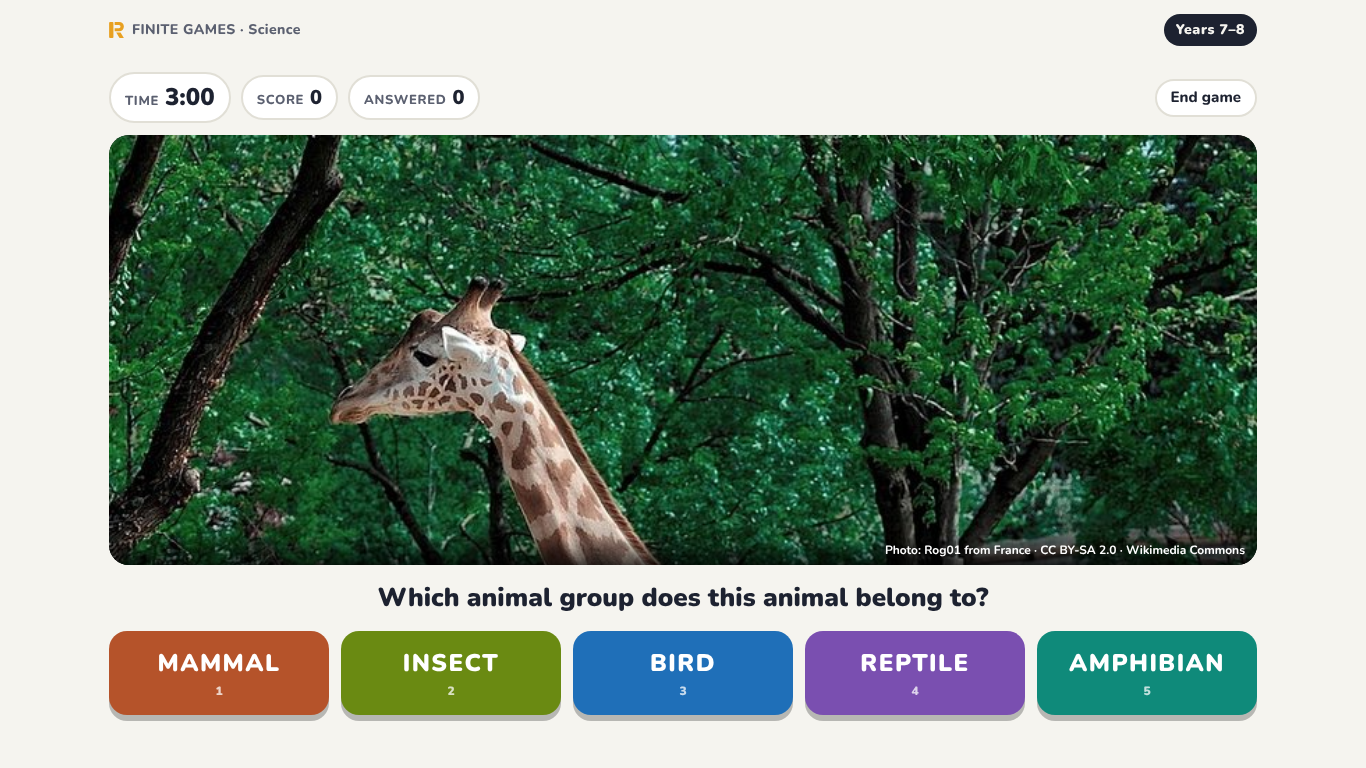 FINITE GAMES · Science
Years 7–8
TIME 3:00
SCORE 0
ANSWERED 0
End game
Photo: Rog01 from France · CC BY-SA 2.0 · Wikimedia Commons
Which animal group does this animal belong to?
MAMMAL
1
INSECT
2
BIRD
3
REPTILE
4
AMPHIBIAN
5